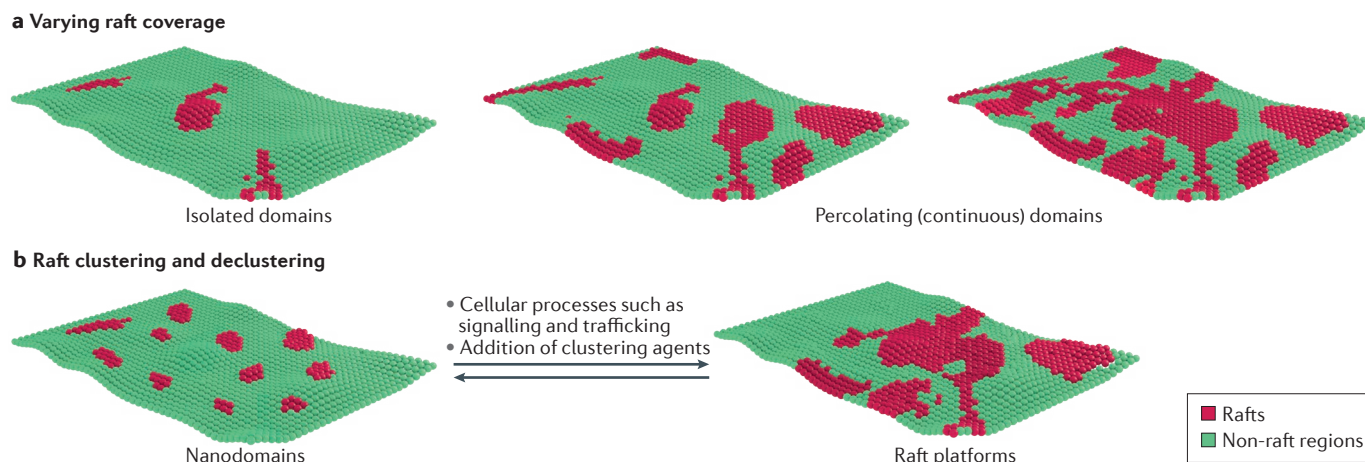 a Varying raft coverage
Isolated domains
Percolating (continuous) domains
b Raft clustering and declustering
• Cellular processes such as
signalling and trafficking
• Addition of clustering agents
Nanodomains
Raft platforms
Rafts
Non-raft regions